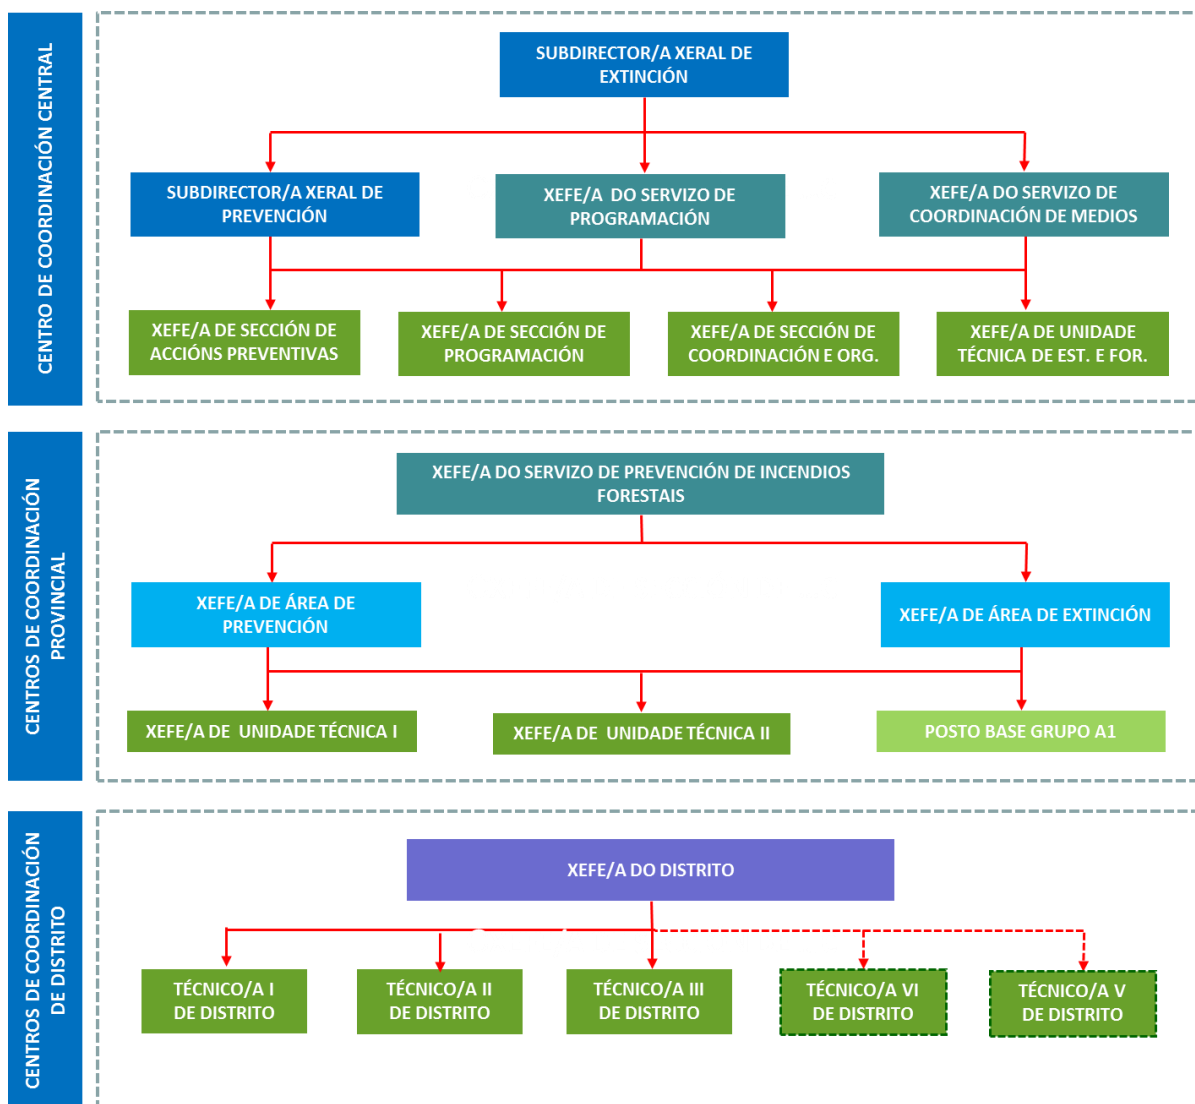 CENTRO DE COORDINACIÓN CENTRAL
SUBDIRECTOR/A XERAL DE
EXTINCIÓN
SUBDIRECTOR/A XERAL DE
PREVENCIÓN
XEFE/A DO SERVIZO DE
PROGRAMACIÓN
XEFE/A DO SERVIZO DE
COORDINACIÓN DE MEDIOS
XEFE/A DE SECCIÓN DE
ACCIÓNS PREVENTIVAS
XEFE/A DE SECCIÓN DE
PROGRAMACIÓN
XEFE/A DE SECCIÓN DE
COORDINACIÓN E ORG.
XEFE/A DE UNIDADE
TÉCNICA DE EST. E FOR.
CENTROS DE COORDINACIÓN
PROVINCIAL
XEFE/A DO SERVIZO DE PREVENCIÓN DE INCENDIOS
FORESTAIS
XEFE/A DE ÁREA DE
PREVENCIÓN
XEFE/A DE ÁREA DE EXTINCIÓN
XEFE/A DE UNIDADE TÉCNICA I
XEFE/A DE UNIDADE TÉCNICA II
POSTO BASE GRUPO A1
CENTROS DE COORDINACIÓN
DE DISTRITO
XEFE/A DO DISTRITO
TÉCNICO/A I
DE DISTRITO
TÉCNICO/A II
DE DISTRITO
TÉCNICO/A III
DE DISTRITO
TÉCNICO/A VI
DE DISTRITO
TÉCNICO/A V
DE DISTRITO